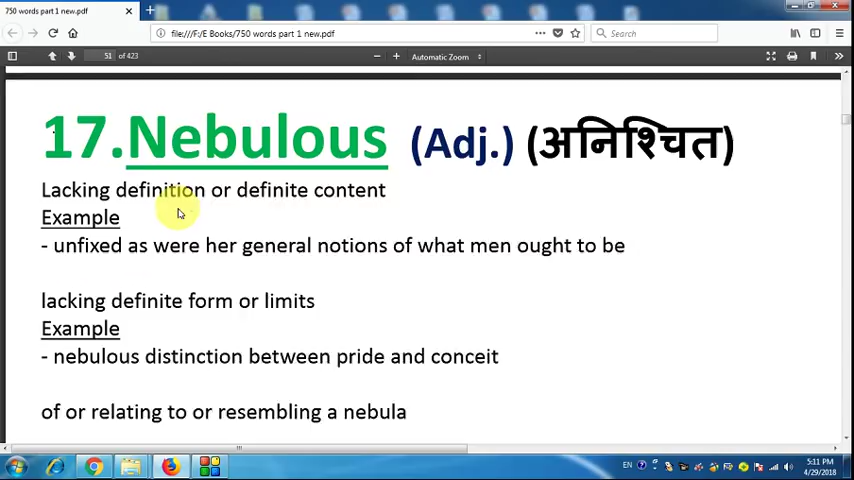 750 words part 1 new.pdf
file:///F:/E Books/750 words part 1 new.pdf
Search
51 of 423
Automatic Zoom
17.Nebulous (Adj.) (अनिश्चित)
Lacking definition or definite content
Example
- unfixed as were her general notions of what men ought to be
lacking definite form or limits
Example
- nebulous distinction between pride and conceit
of or relating to or resembling a nebula
EN
5:11 PM
4/29/2018